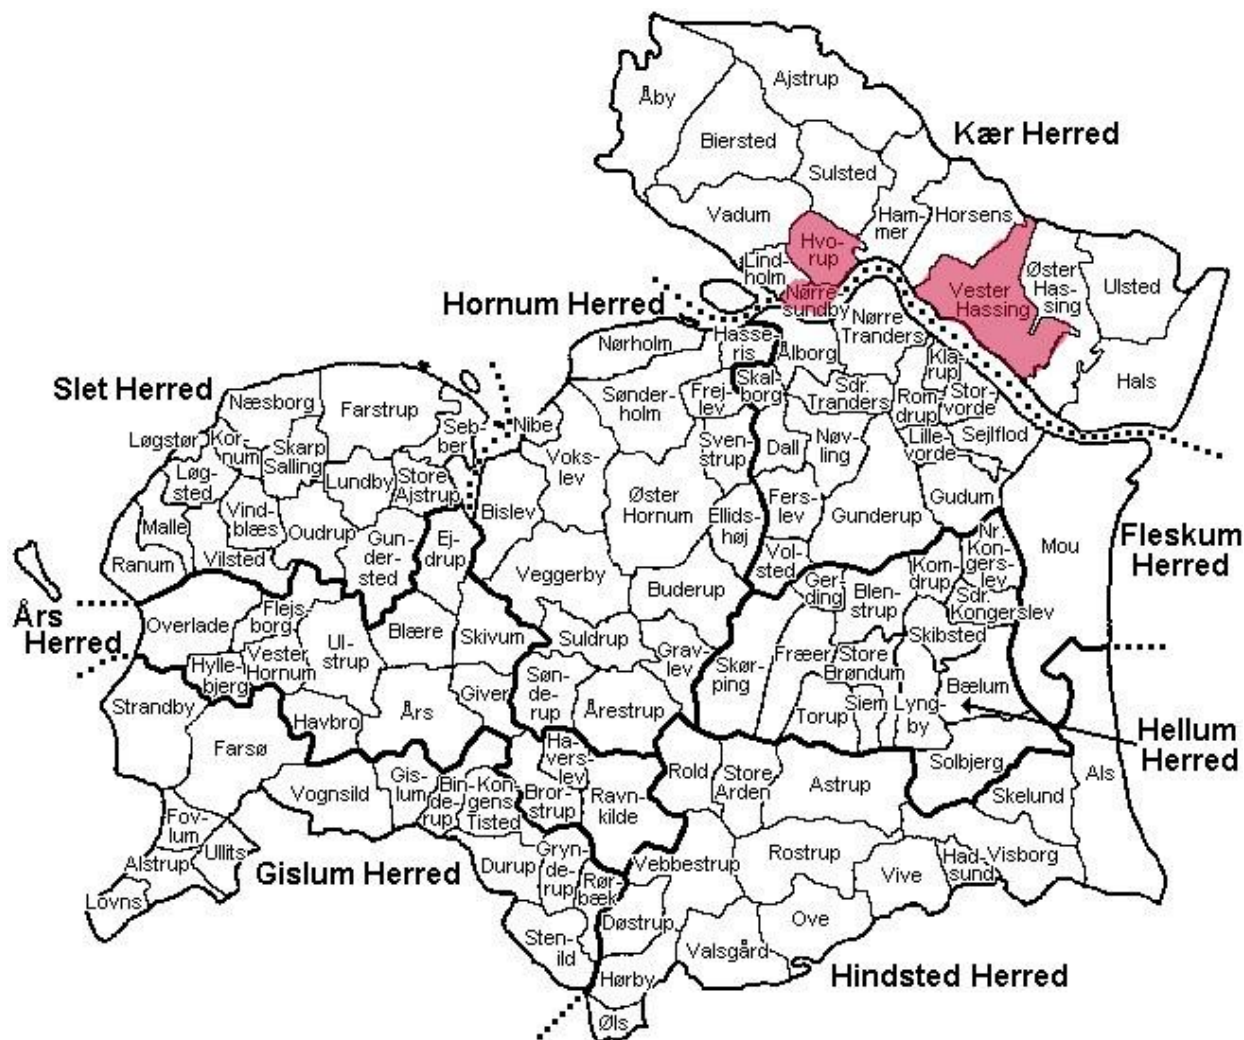 Ajstrup
Åby
Kær Herred
Biersted
Sulsted
Vadum
Ham-
mer
Horsens
Hvo-
rup
Lind-
holm
Øster
Has-
sing
Ulsted
Vester
Hassing
Nørre
sundby
Hornum Herred
Nørre
Tranders
Nørholm
Hasse-
ris
Ålborg
Kla-
rup
Hals
Slet Herred
Næsborg
Farstrup
Sønder-
holm
Frej-
lev
Skal-
borg
Sdr.
Tranders
Rom-
drup
Stor-
vorde
Løgstør
Kor-
num
Skarp
Salling
Seb-
ber
Nibe
Voks-
lev
Sven-
strup
Dall
Nøv-
ling
Lille-
vorde
Sejlflod
Løg-
sted
Lundby
Store
Ajstrup
Øster
Hornum
Gudum
Malle
Vind-
blæs
Oudrup
Bislev
Ellids-
høj
Fers-
lev
Gunderup
Ranum
Vilsted
Gun-
der-
sted
Ej-
drup
Veggerby
Buderup
Vol-
sted
Ger-
ding
Blen-
strup
Kom-
drup
Nr.
Kon-
gers-
lev
Mou
Fleskum
Herred
Sdr.
Kongerslev
Års
Herred
Overlade
Flejs-
borg
Ul-
strup
Blære
Skivum
Suldrup
Grav-
lev
Skør-
ping
Fræer
Store
Brøndum
Skibsted
Hylle-
bjerg
Vester
Hornum
Strandby
Havbro
Års
Giver
Søn-
de-
rup
Årestrup
Torup
Siem
Lyng-
by
Bælum
Hellum
Herred
Farsø
Ha-
vers-
lev
Rold
Store
Arden
Astrup
Solbjerg
Als
Vognsild
Gis-
lum
Bin-
de-
rup
Kon-
gens
Tisted
Bror-
strup
Ravn-
kilde
Skelund
Fov-
lum
Ullits
Alstrup
Gislum Herred
Durup
Gryn-
de-
rup
Rør-
bæk
Vebbestrup
Rostrup
Vive
Had-
sund
Visborg
Lovns
Sten-
ild
Døstrup
Ove
Valsgård
Hørby
Hindsted Herred
Øls